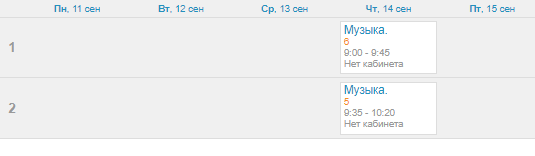 Пн, 11 сен Вт, 12 сен Ср, 13 сен Чт, 14 сен Пт, 15 сен
1
Музыка.
6
9:00 - 9:45
Нет кабинета
2
Музыка.
5
9:35 - 10:20
Нет кабинета